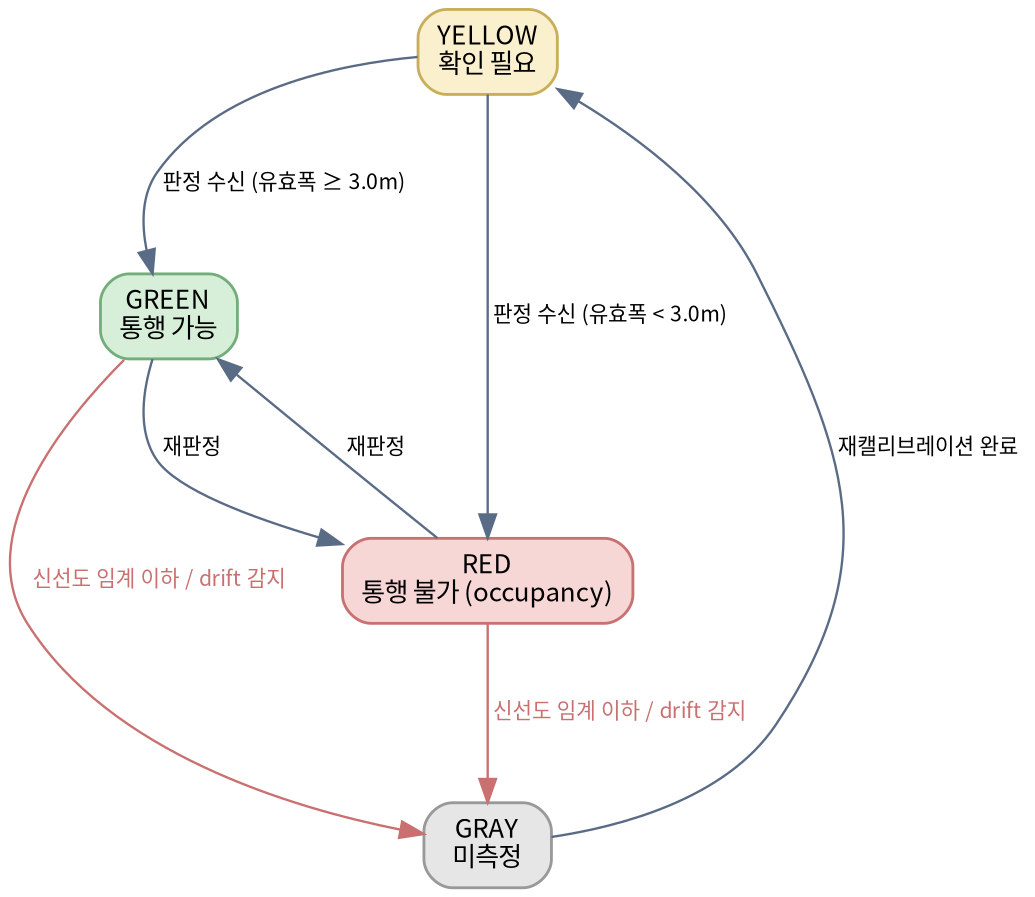 YELLOW
확인 필요
판정 수신 (유효폭 ≥ 3.0m)
GREEN
통행 가능
판정 수신 (유효폭 < 3.0m)
재판정
재판정
재캘리브레이션 완료
RED
통행 불가 (occupancy)
신선도 임계 이하 / drift 감지
신선도 임계 이하 / drift 감지
GRAY
미측정